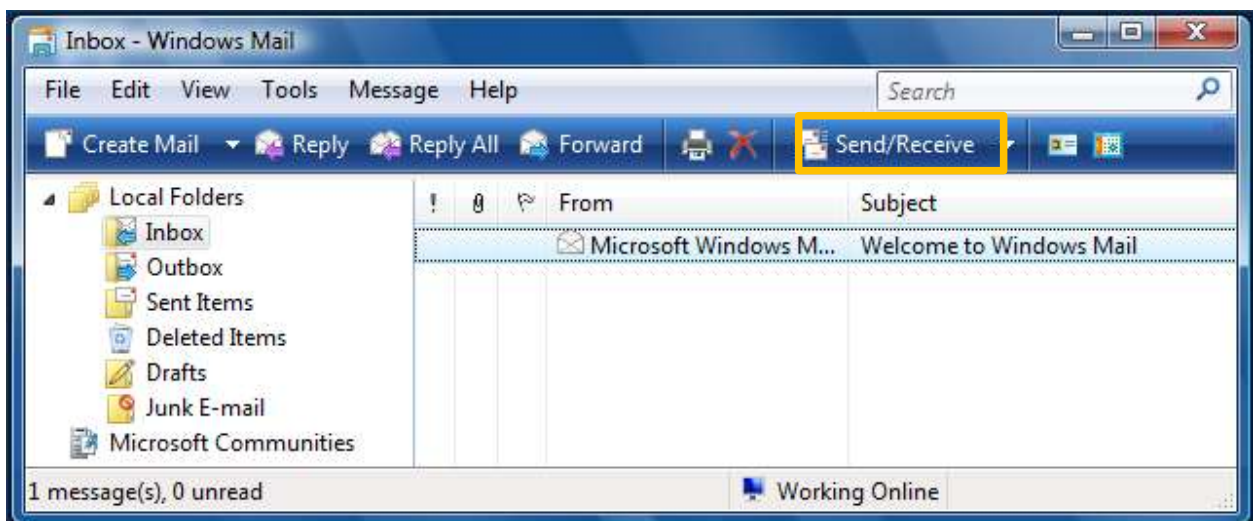 Inbox - Windows Mail
File Edit View Tools Message Help Search
Create Mail Reply Reply All Forward Send/Receive
Local Folders ! From Subject
Inbox Microsoft Windows M... Welcome to Windows Mail
Outbox
Sent Items
Deleted Items
Drafts
Junk E-mail
Microsoft Communities
1 message(s), 0 unread Working Online